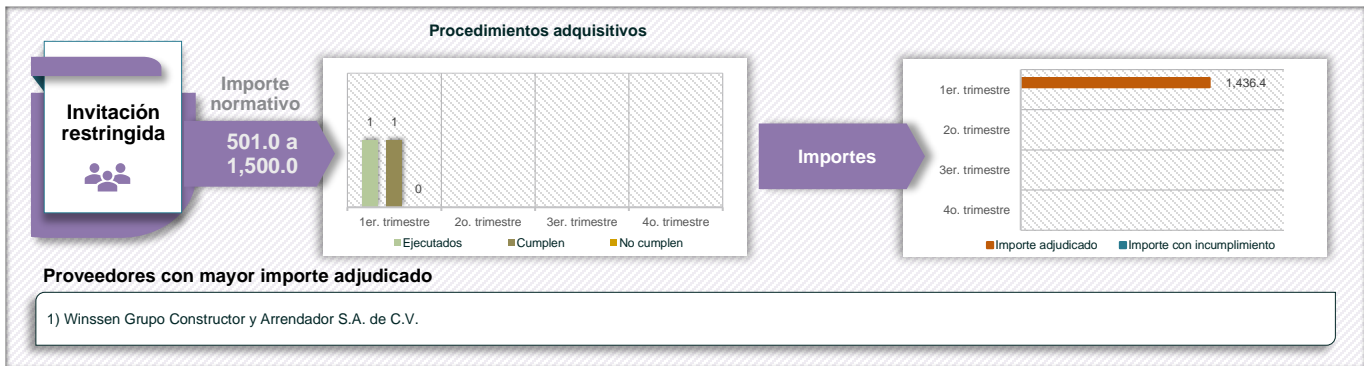 Procedimientos adquisitivos
Invitación
restringida
Importe
normativo
501.0 a
1,500.0
1
1
0
1er. trimestre
2o. trimestre
3er. trimestre
4o. trimestre
Ejecutados
Cumplen
No cumplen
Importes
1er. trimestre
1,436.4
2o. trimestre
3er. trimestre
4o. trimestre
Importe adjudicado
Importe con incumplimiento
Proveedores con mayor importe adjudicado
1) Winssen Grupo Constructor y Arrendador S.A. de C.V.